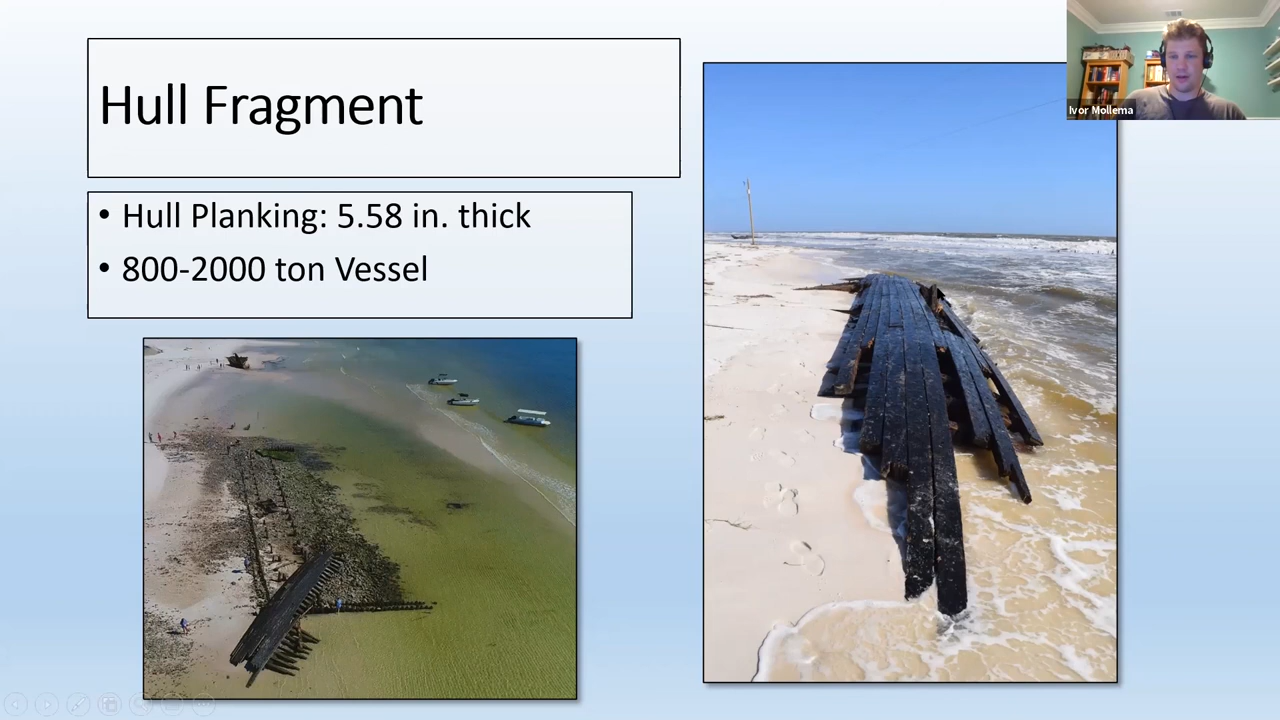 Hull Fragment
• Hull Planking: 5.58 in. thick
• 800-2000 ton Vessel
Ivor Mollema